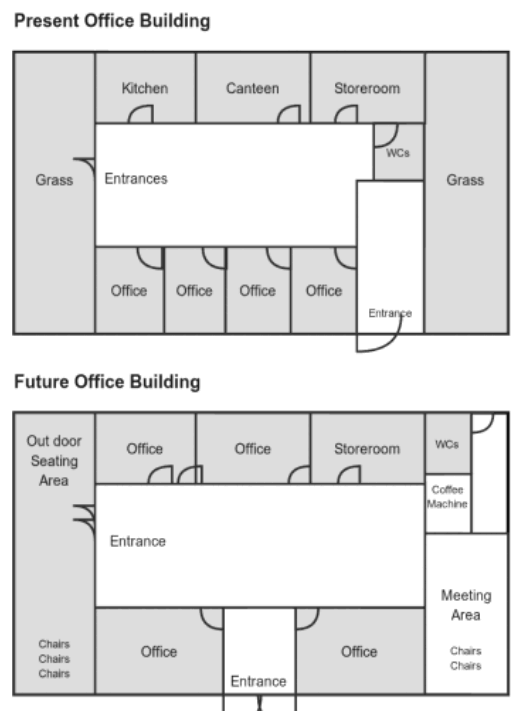 Present Office Building
Kitchen
Canteen
Storeroom
WCs
Grass
Entrances
Grass
Office
Office
Office
Office
Entrance
Future Office Building
Out door
Seating
Area
Office
Office
Storeroom
WCs
Coffee
Machine
Entrance
Meeting
Area
Chairs
Chairs
Chairs
Chairs
Chairs
Office
Office
Entrance